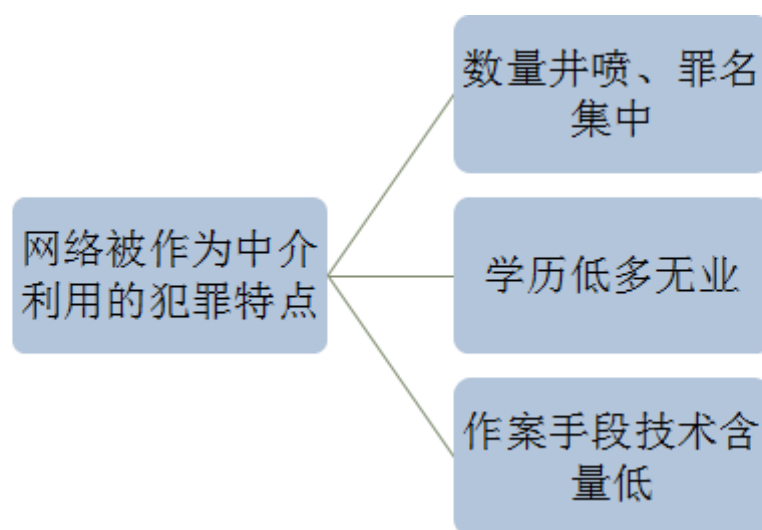 数量井喷、罪名
集中
网络被作为中介
利用的犯罪特点
学历低多无业
作案手段技术含
量低